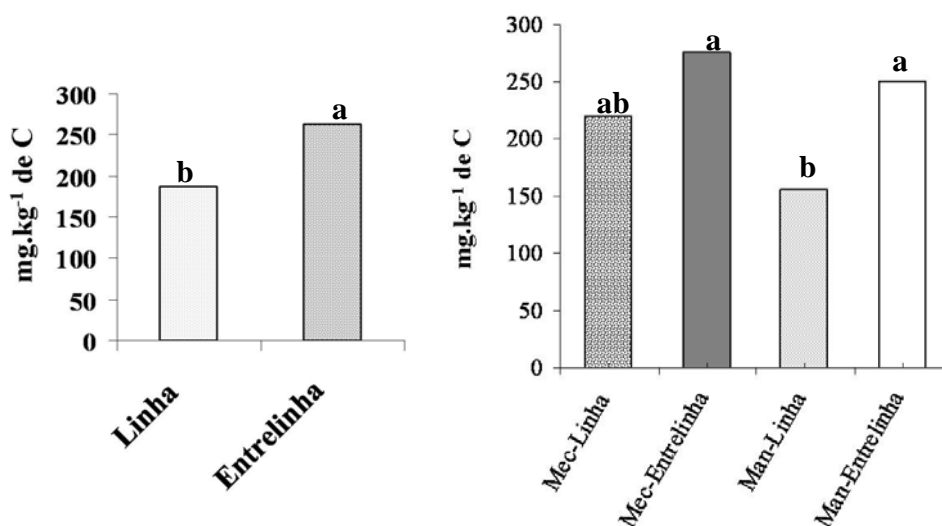 mg.kg⁻¹ de C
300
250
200
150
100
50
0
b
a
Linha
Entrelinha
mg.kg⁻¹ de C
300
250
200
150
100
50
0
ab
a
b
a
Mec-Linha
Mec-Entrelinha
Man-Linha
Man-Entrelinha